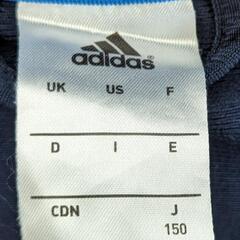 adidas
UK US F
D I E
CDN J
150